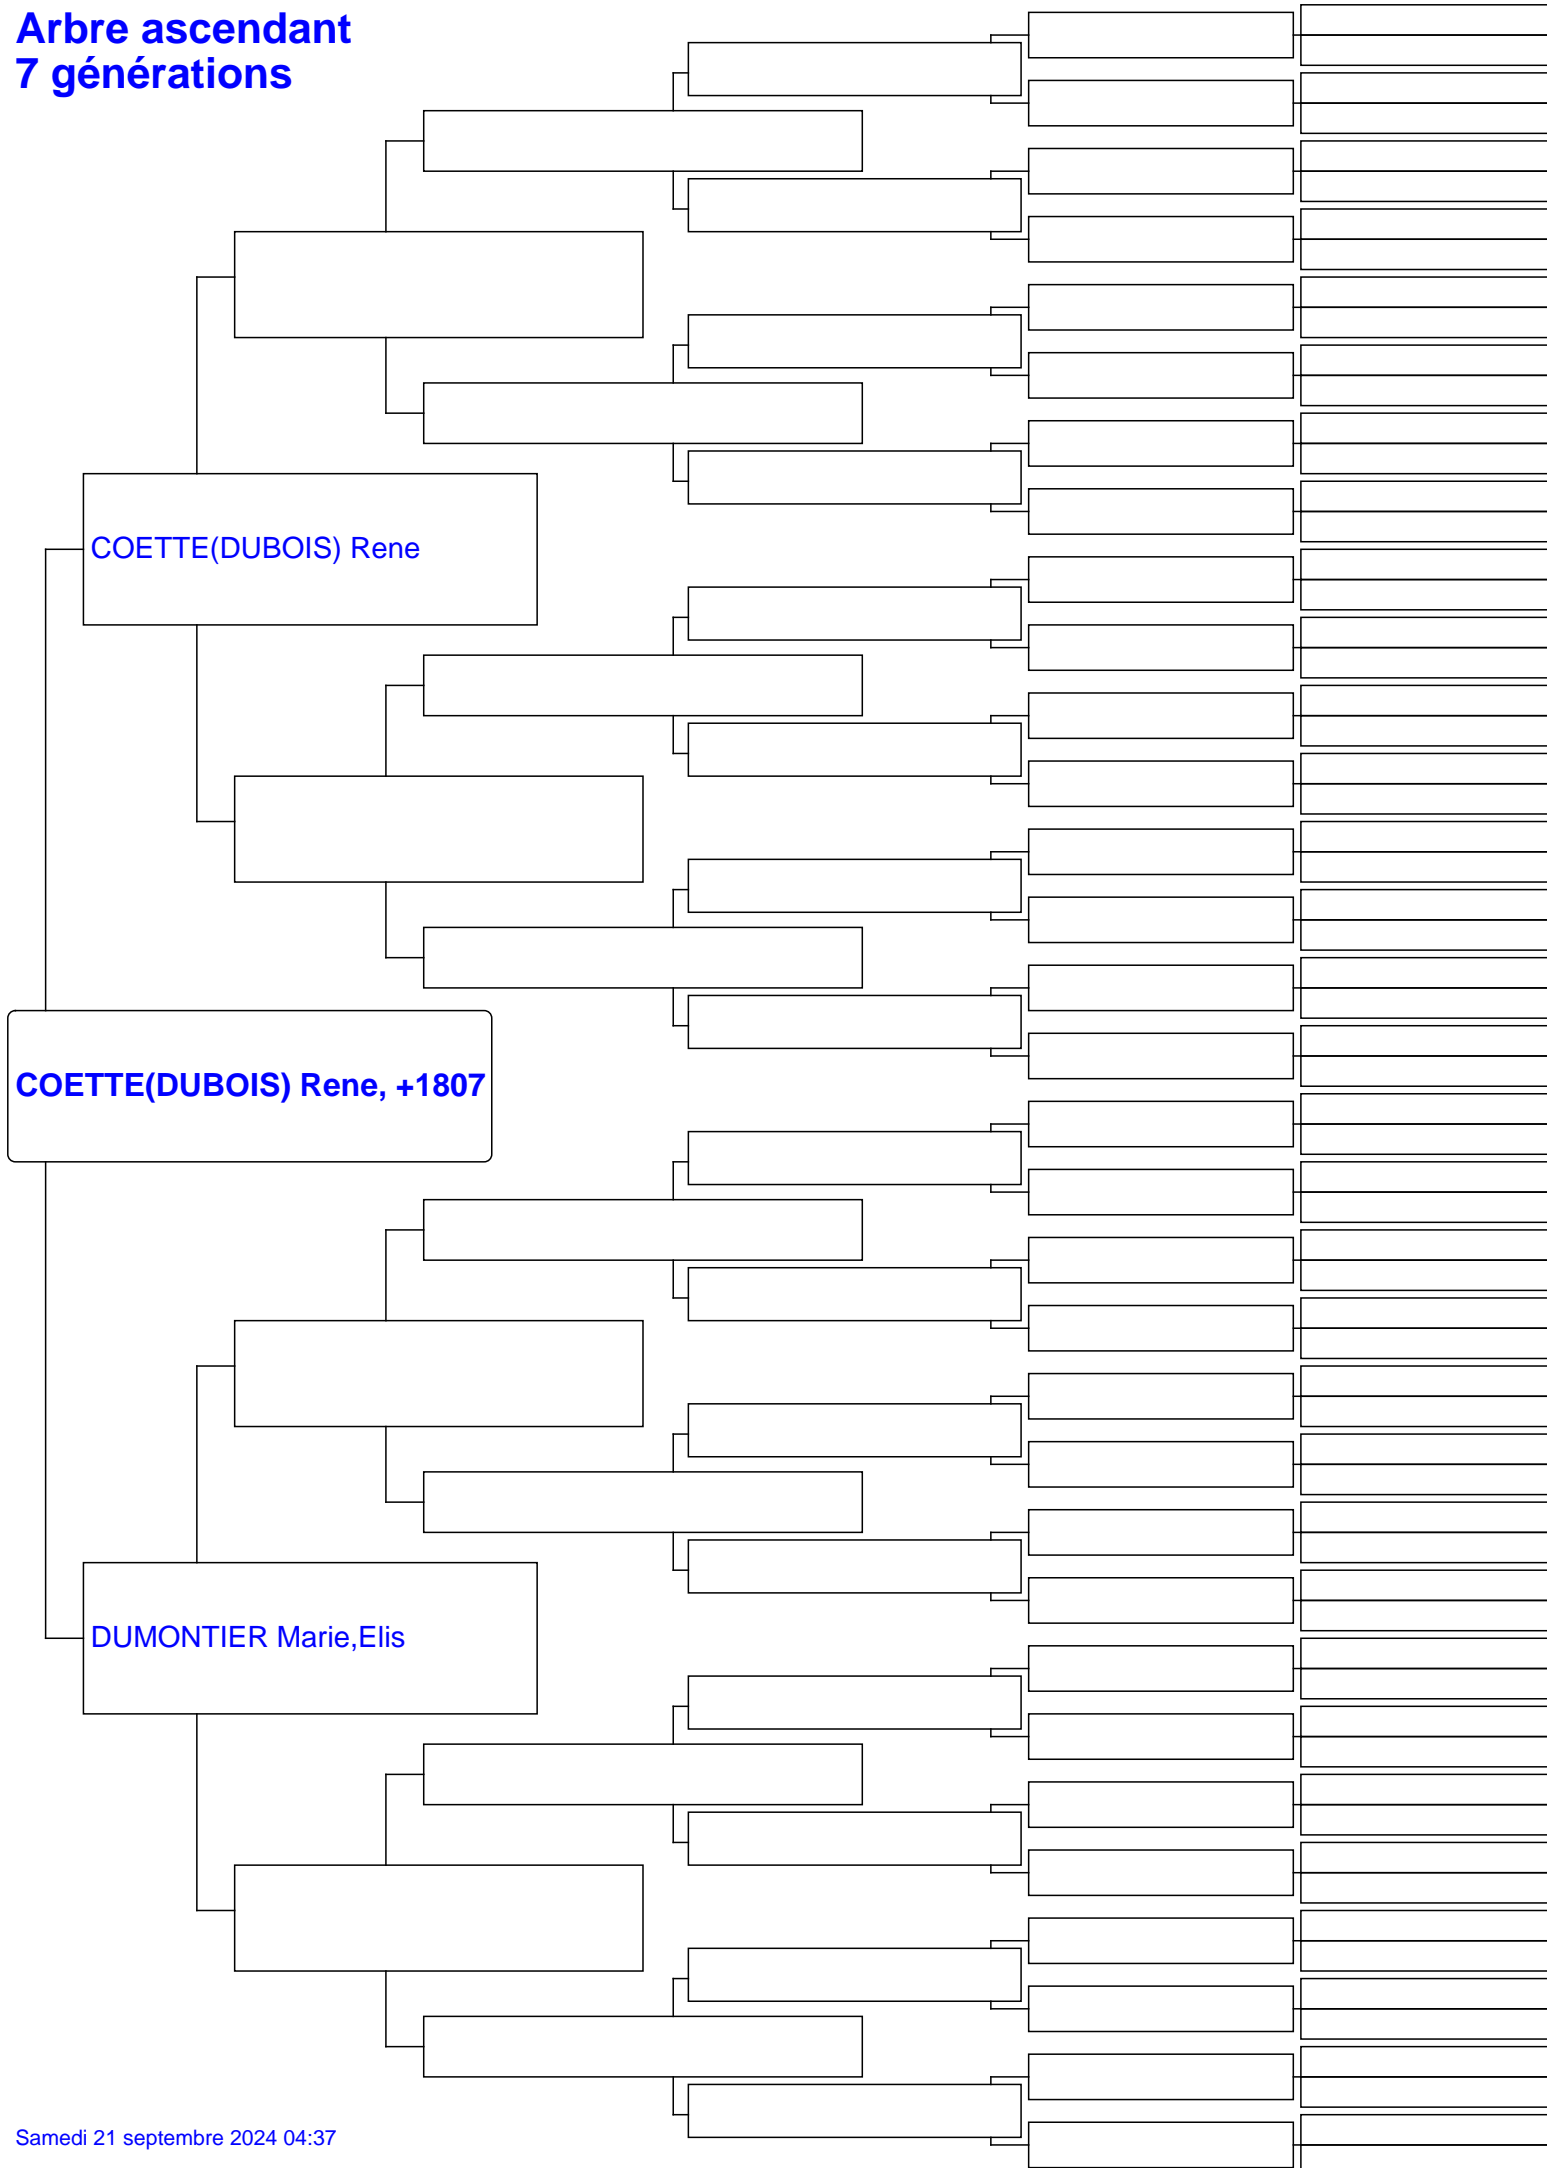 Arbre ascendant
7 générations
COETTE(DUBOIS) Rene
COETTE(DUBOIS) Rene, +1807
DUMONTIER Marie,Elis
Samedi 21 septembre 2024 04:37